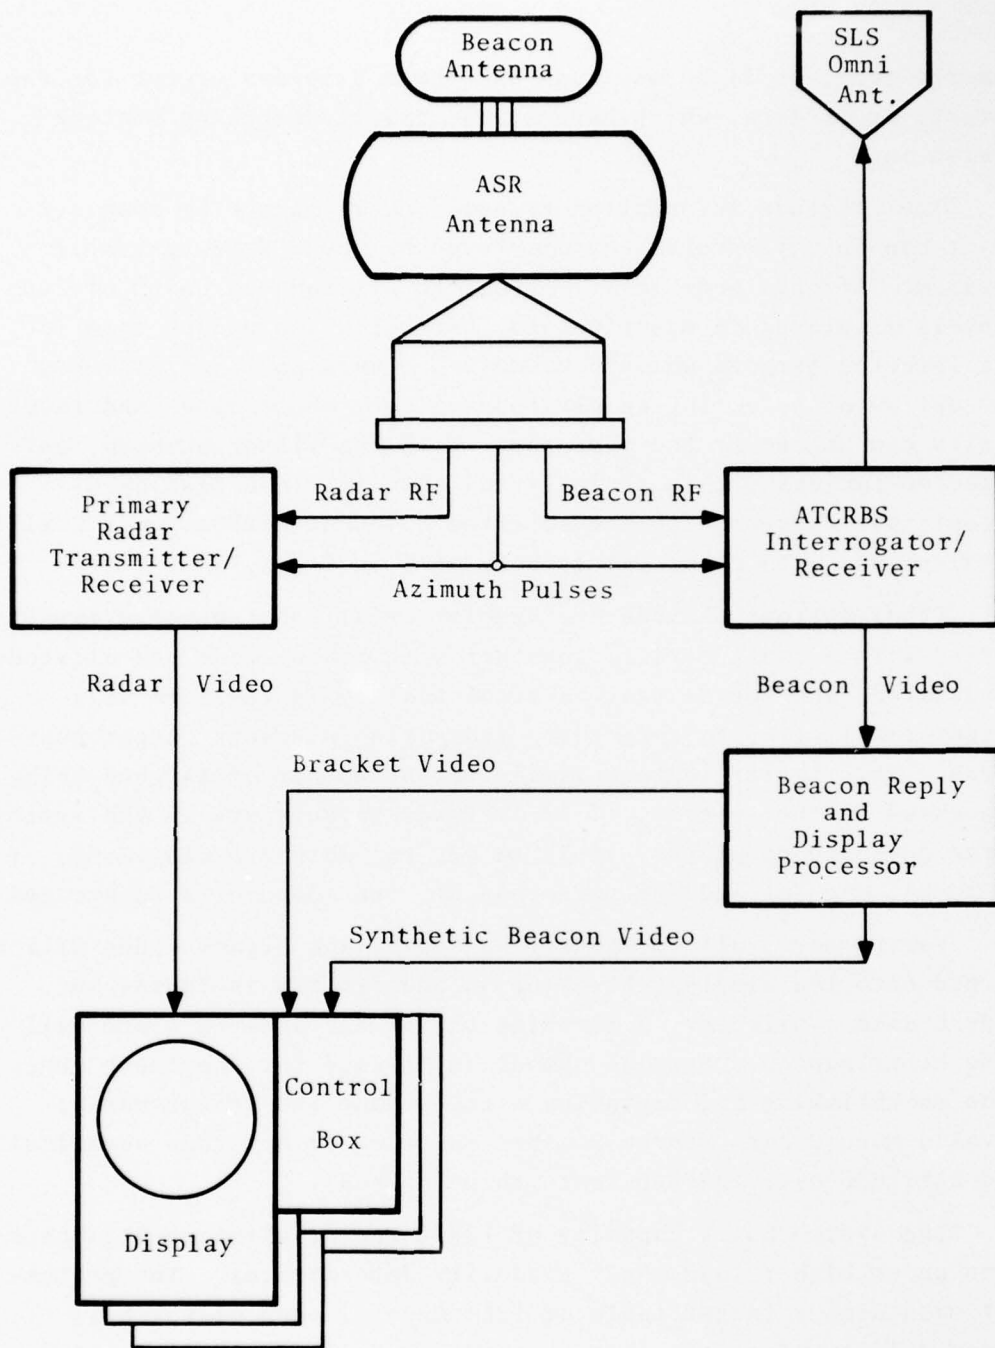 Beacon
Antenna
SLS
Omni
Ant.
ASR
Antenna
Radar RF
Beacon RF
Primary
Radar
Transmitter/
Receiver
ATCRBS
Interrogator/
Receiver
Azimuth Pulses
Radar Video
Beacon Video
Bracket Video
Beacon Reply
and
Display
Processor
Synthetic Beacon Video
Control
Box
Display